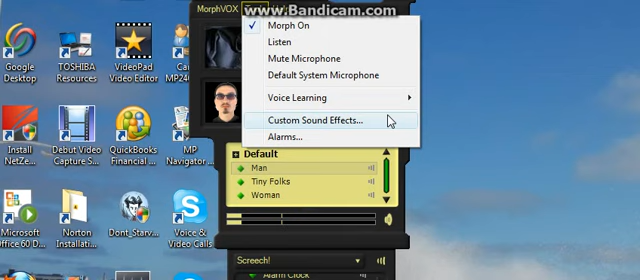 www.Bandicam.com
MorphVOX
Morph On
Listen
Mute Microphone
Default System Microphone
Voice Learning
Custom Sound Effects...
Alarms...
Default
Man
Tiny Folks
Woman
Screech!
Alarm Clock
Google
Desktop
TOSHIBA
Resources
VideoPad
Video Editor
MP240
Install
NetZe...
Debut Video
Capture S...
QuickBooks
Financial ...
MP
Navigator ...
Microsoft
Office 60 D...
Norton
Installation...
Dont_Starv...
Voice &
Video Calls